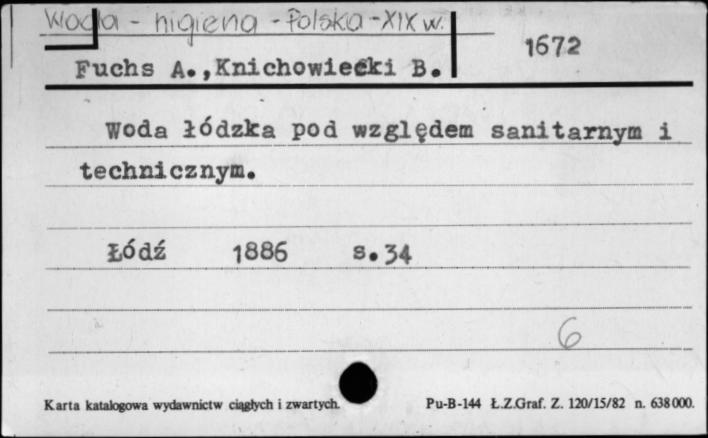 Woda - higiena - Polska - XIX w.
1672
Fuchs A., Knichowiecki B.
Woda łódzka pod względem sanitarnym i
technicznym.
Łódź 1886 s.34
6
Karta katalogowa wydawnictw ciągłych i zwartych. Pu-B-144 Ł.Z.Graf. Z. 120/15/82 n. 638000.